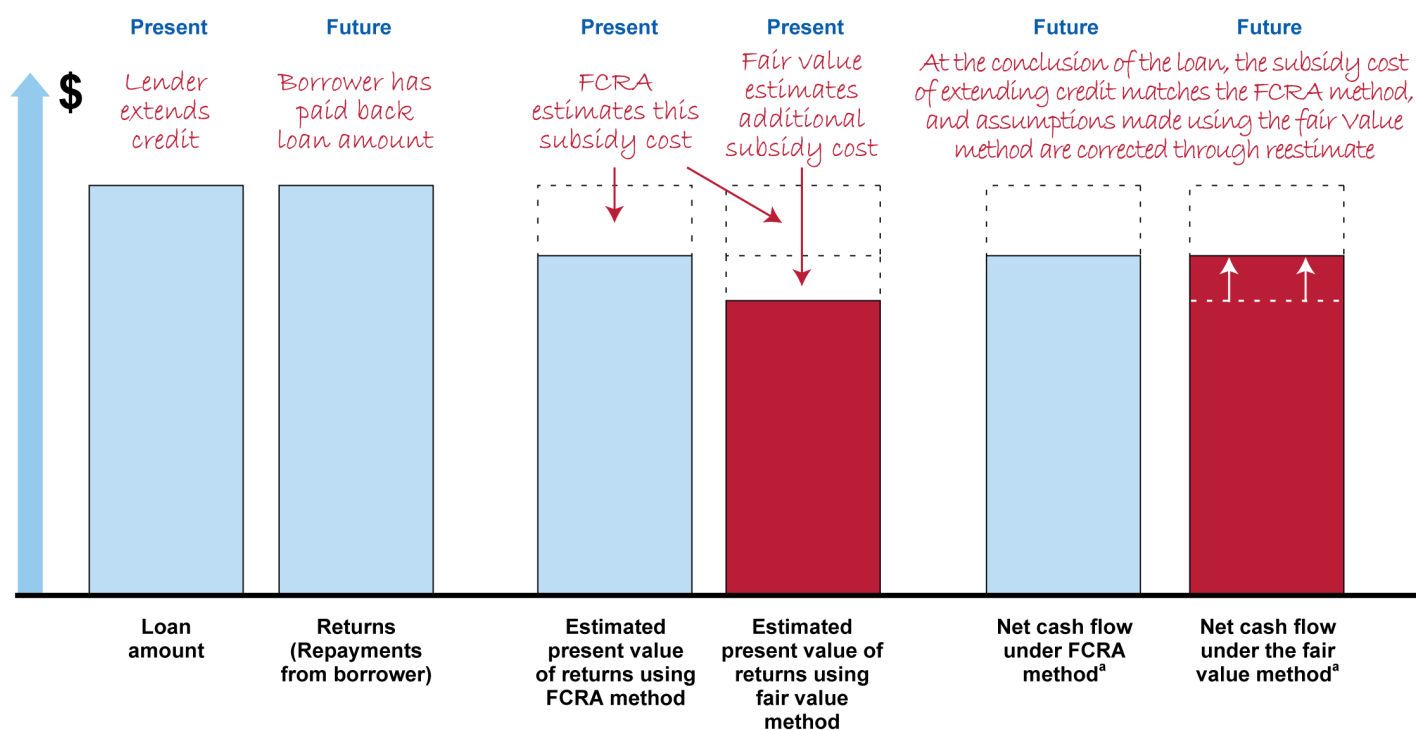 Present
Future
Present
Present
Future
Future
$
Lender
extends
credit
Borrower has
paid back
loan amount
FCRA
estimates this
subsidy cost
Fair value
estimates
additional
subsidy cost
At the conclusion of the loan, the subsidy cost
of extending credit matches the FCRA method,
and assumptions made using the fair value
method are corrected through reestimate
Loan
amount
Returns
(Repayments
from borrower)
Estimated
present value
of returns using
FCRA method
Estimated
present value of
returns using
fair value
method
Net cash flow
under FCRA
methodᵃ
Net cash flow
under the fair
value methodᵃ